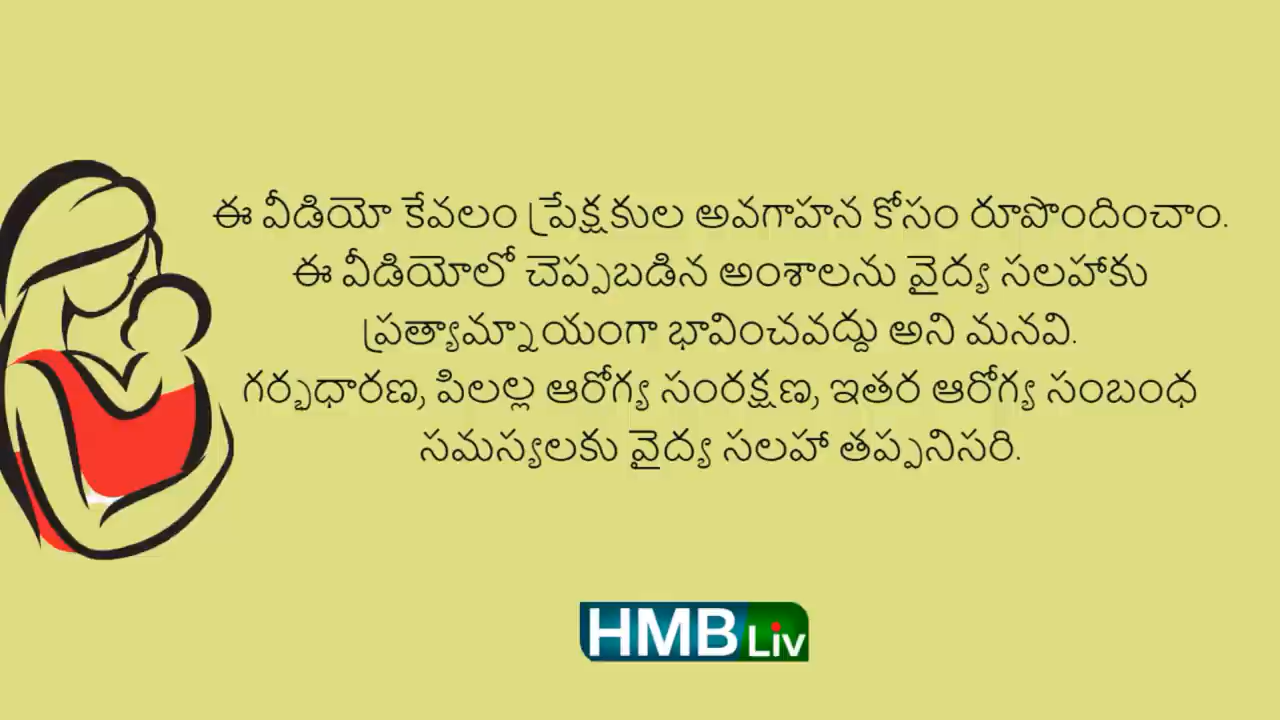 ఈ వీడియో కేవలం ప్రేక్షకుల అవగాహన కోసం రూపొందించాం.
ఈ వీడియోలో చెప్పబడిన అంశాలను వైద్య సలహాకు
ప్రత్యామ్నాయంగా భావించవద్దు అని మనవి.
గర్భధారణ, పిలల్ల ఆరోగ్య సంరక్షణ, ఇతర ఆరోగ్య సంబంధ
సమస్యలకు వైద్య సలహా తప్పనిసరి.
HMB Liv